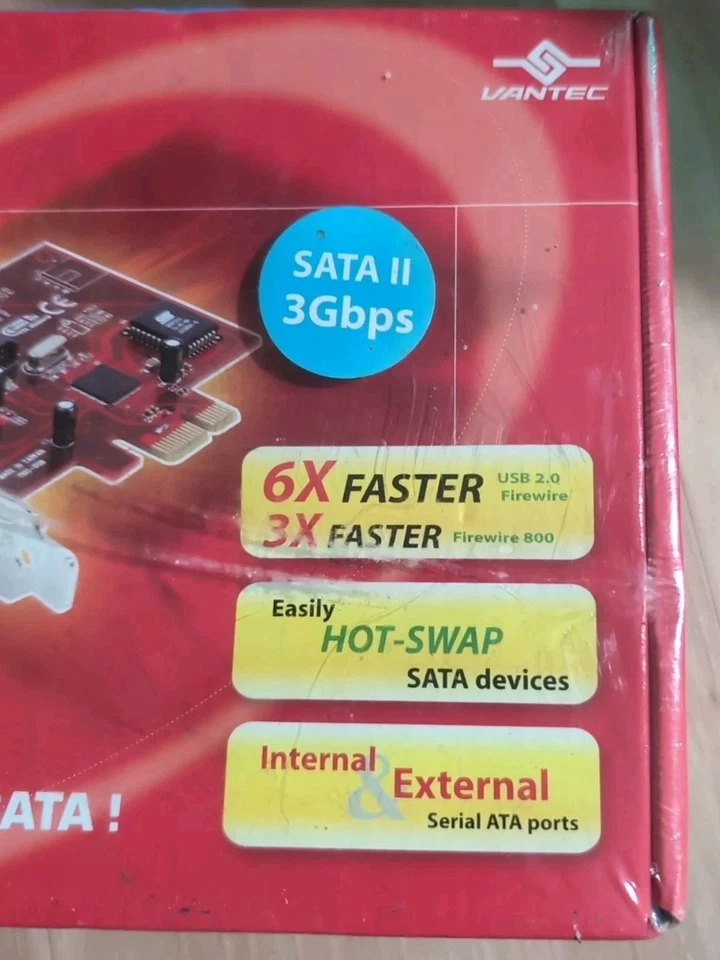 VANTEC
SATA II
3Gbps
6X FASTER USB 2.0
Firewire
3X FASTER Firewire 800
Easily
HOT-SWAP
SATA devices
Internal
& External
Serial ATA ports
ATA !